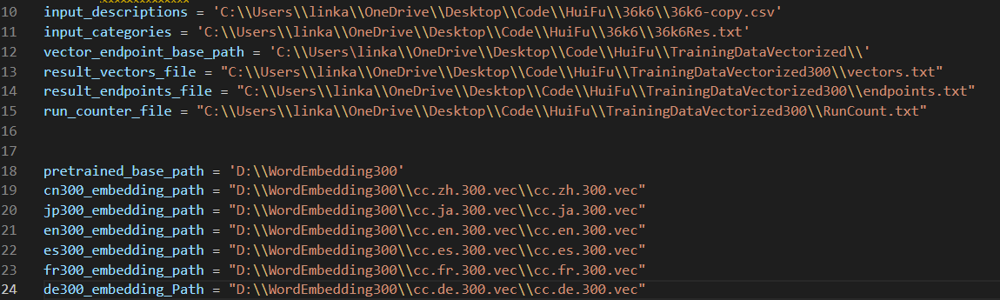 10 input_descriptions = 'C:\\Users\\linka\\OneDrive\\Desktop\\Code\\HuiFu\\36k6\\36k6-copy.csv'
11 input_categories = 'C:\\Users\\linka\\OneDrive\\Desktop\\Code\\HuiFu\\36k6\\36k6Res.txt'
12 vector_endpoint_base_path = 'C:\\Users\linka\\OneDrive\\Desktop\\Code\\HuiFu\\TrainingDataVectorized\\'
13 result_vectors_file = "C:\\Users\\linka\\OneDrive\\Desktop\\Code\\HuiFu\\TrainingDataVectorized300\\vectors.txt"
14 result_endpoints_file = "C:\\Users\\linka\\OneDrive\\Desktop\\Code\\HuiFu\\TrainingDataVectorized300\\endpoints.txt"
15 run_counter_file = "C:\\Users\\linka\\OneDrive\\Desktop\\Code\\HuiFu\\TrainingDataVectorized300\\RunCount.txt"
16
17
18 pretrained_base_path = 'D:\\WordEmbedding300'
19 cn300_embedding_path = "D:\\WordEmbedding300\\cc.zh.300.vec\\cc.zh.300.vec"
20 jp300_embedding_path = "D:\\WordEmbedding300\\cc.ja.300.vec\\cc.ja.300.vec"
21 en300_embedding_path = "D:\\WordEmbedding300\\cc.en.300.vec\\cc.en.300.vec"
22 es300_embedding_path = "D:\\WordEmbedding300\\cc.es.300.vec\\cc.es.300.vec"
23 fr300_embedding_path = "D:\\WordEmbedding300\\cc.fr.300.vec\\cc.fr.300.vec"
24 de300_embedding_Path = "D:\\WordEmbedding300\\cc.de.300.vec\\cc.de.300.vec"